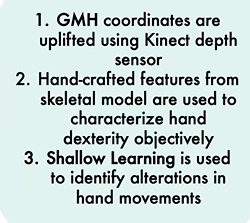 1. GMH coordinates are
uplifted using Kinect depth
sensor
2. Hand-crafted features from
skeletal model are used to
characterize hand
dexterity objectively
3. Shallow Learning is used
to identify alterations in
hand movements